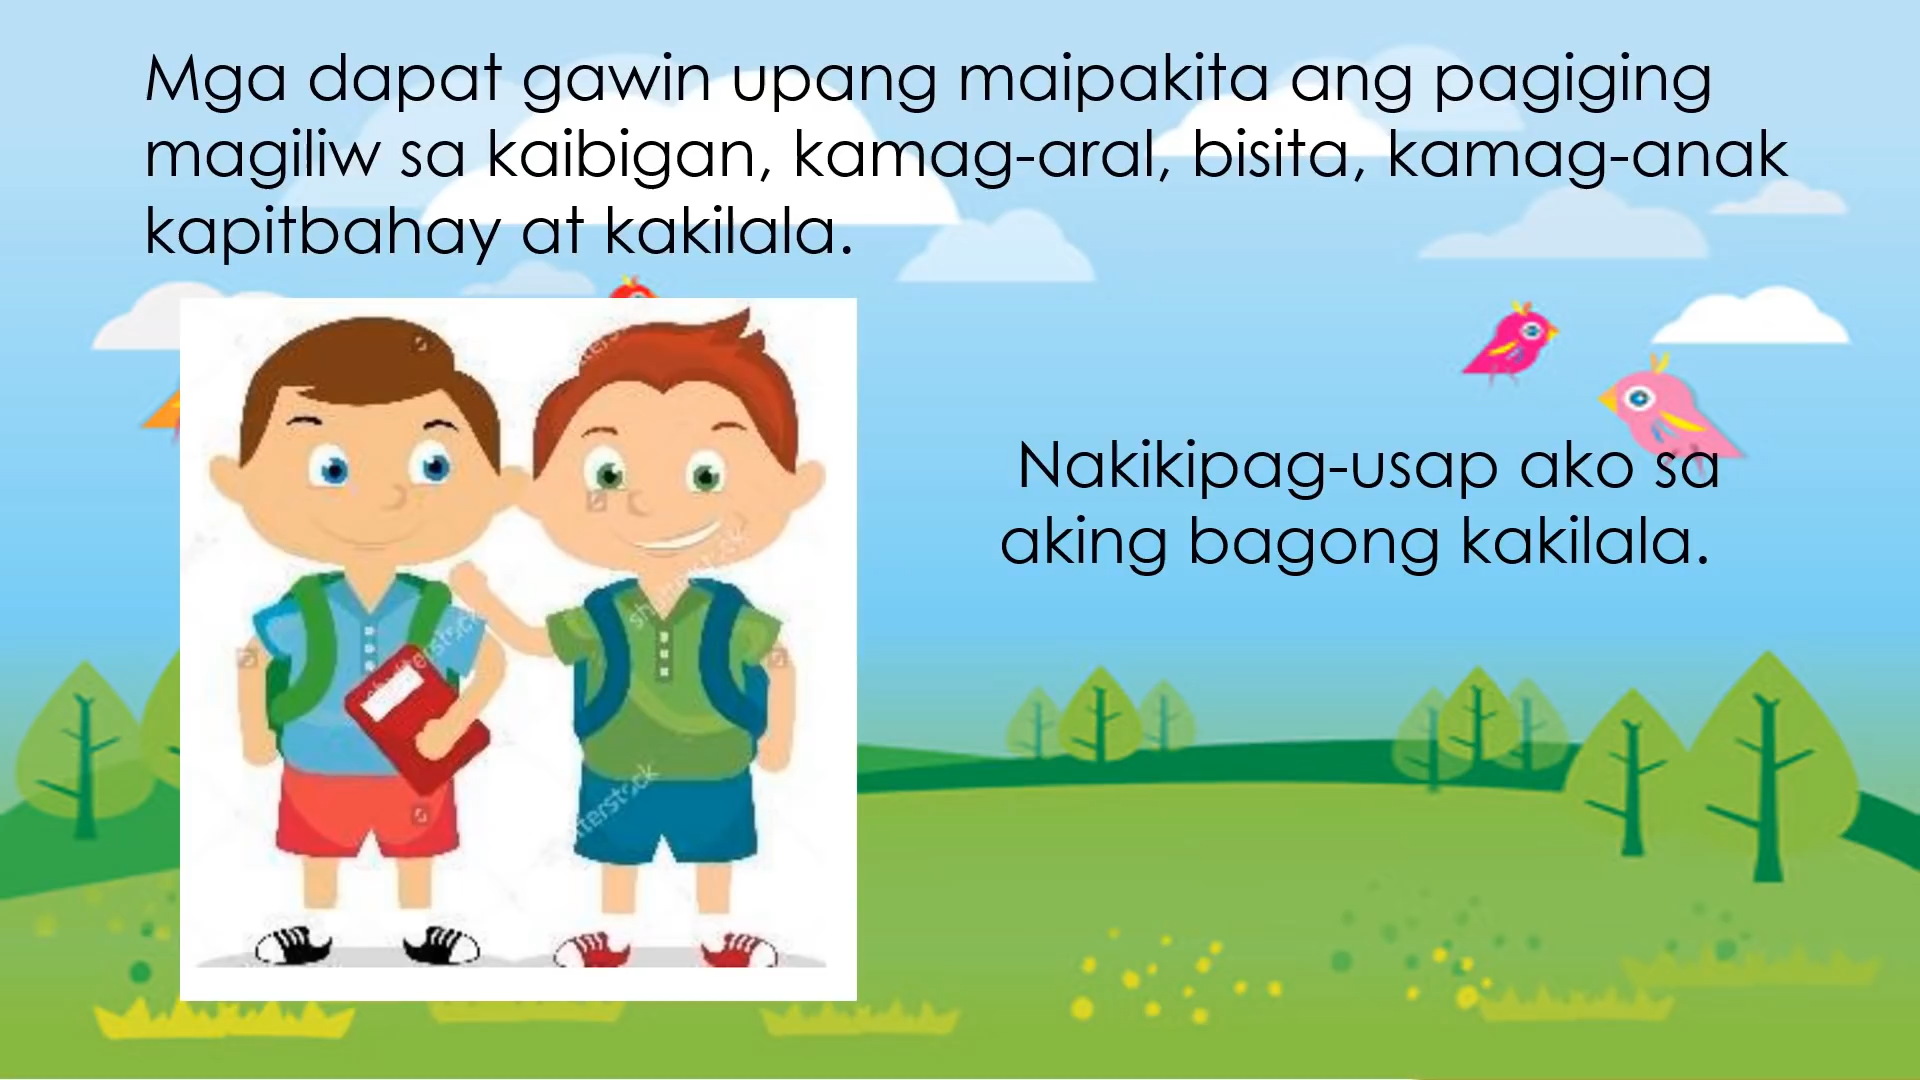 Mga dapat gawin upang maipakita ang pagiging
magiliw sa kaibigan, kamag-aral, bisita, kamag-anak
kapitbahay at kakilala.
Nakikipag-usap ako sa
aking bagong kakilala.
shutterstock